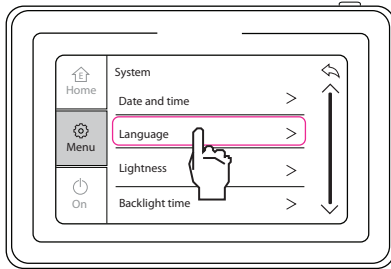 E
Home
Menu
On
System
Date and time >
Language >
Lightness >
Backlight time >